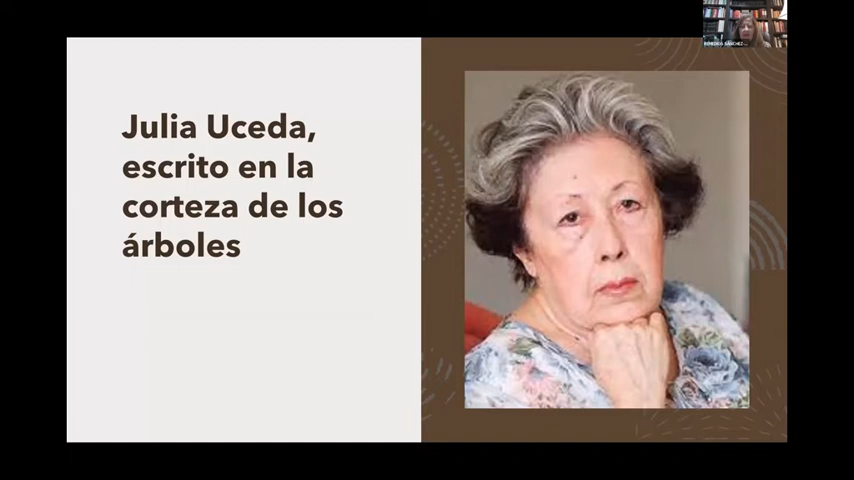 Julia Uceda,
escrito en la
corteza de los
árboles